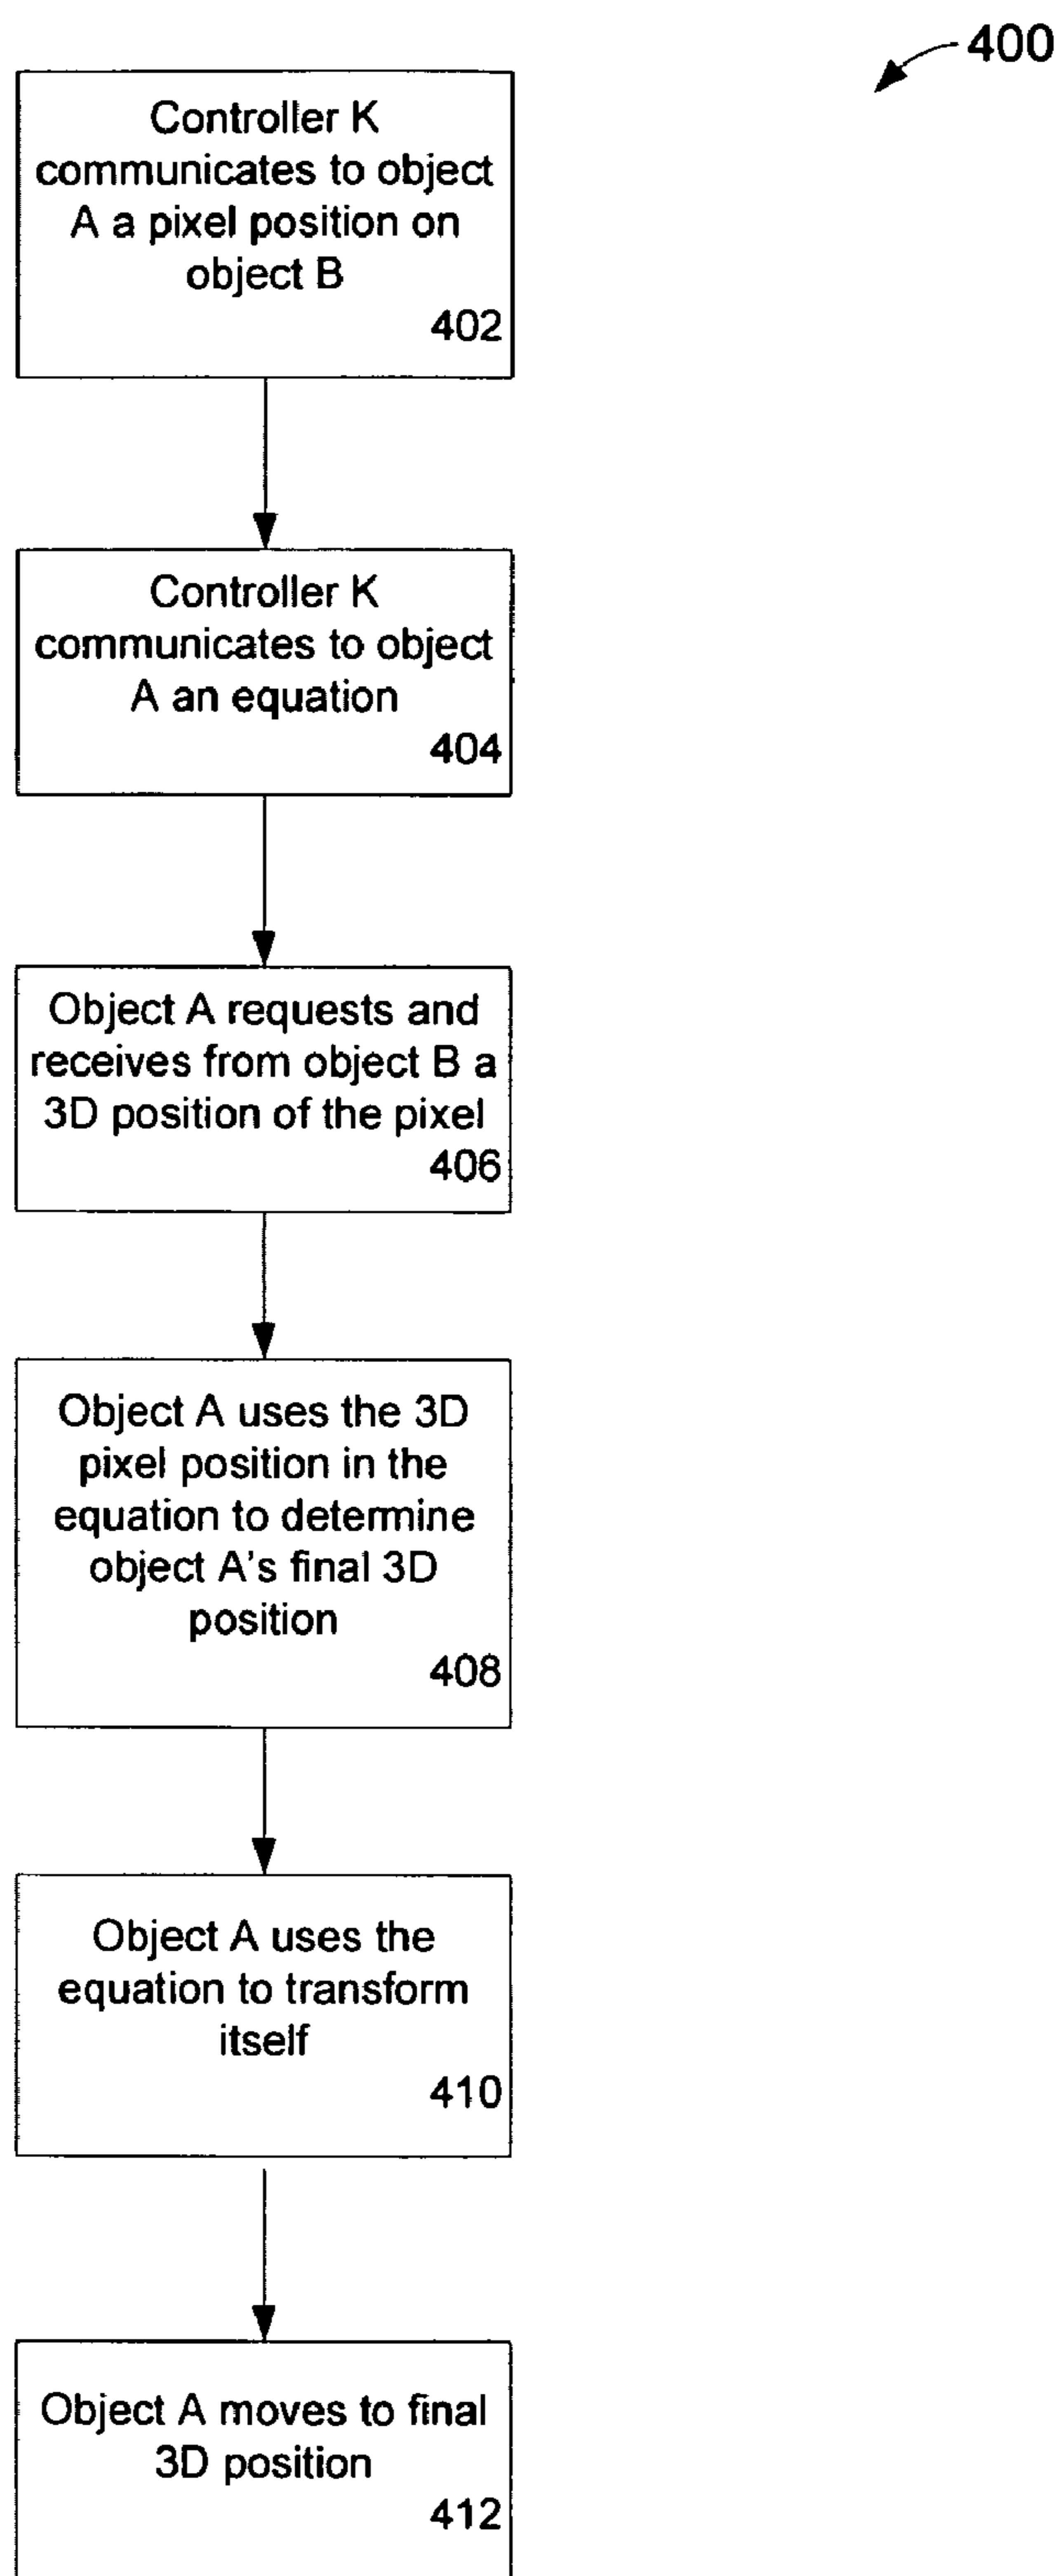 400
Controller K
communicates to object
A a pixel position on
object B
402
Controller K
communicates to object
A an equation
404
Object A requests and
receives from object B a
3D position of the pixel
406
Object A uses the 3D
pixel position in the
equation to determine
object A's final 3D
position
408
Object A uses the
equation to transform
itself
410
Object A moves to final
3D position
412